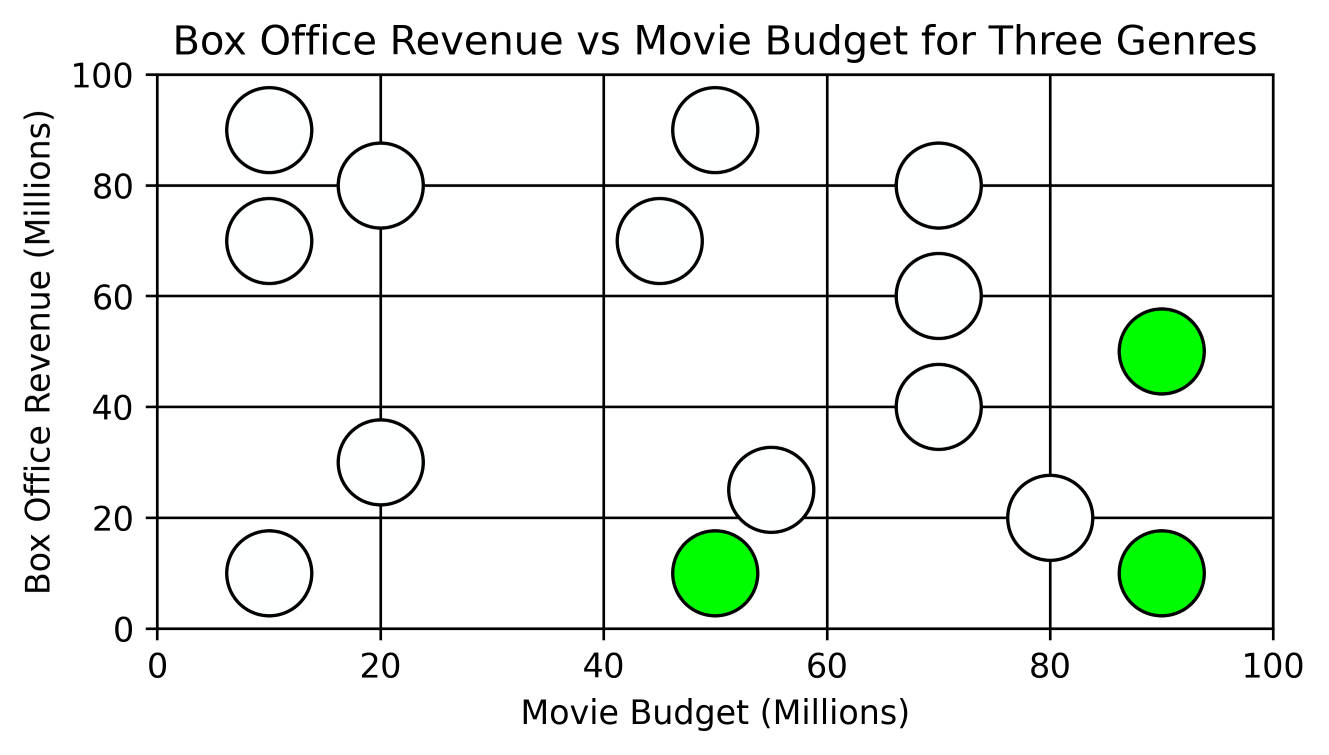 Box Office Revenue vs Movie Budget for Three Genres
Box Office Revenue (Millions)
100
80
60
40
20
0
0 20 40 60 80 100
Movie Budget (Millions)